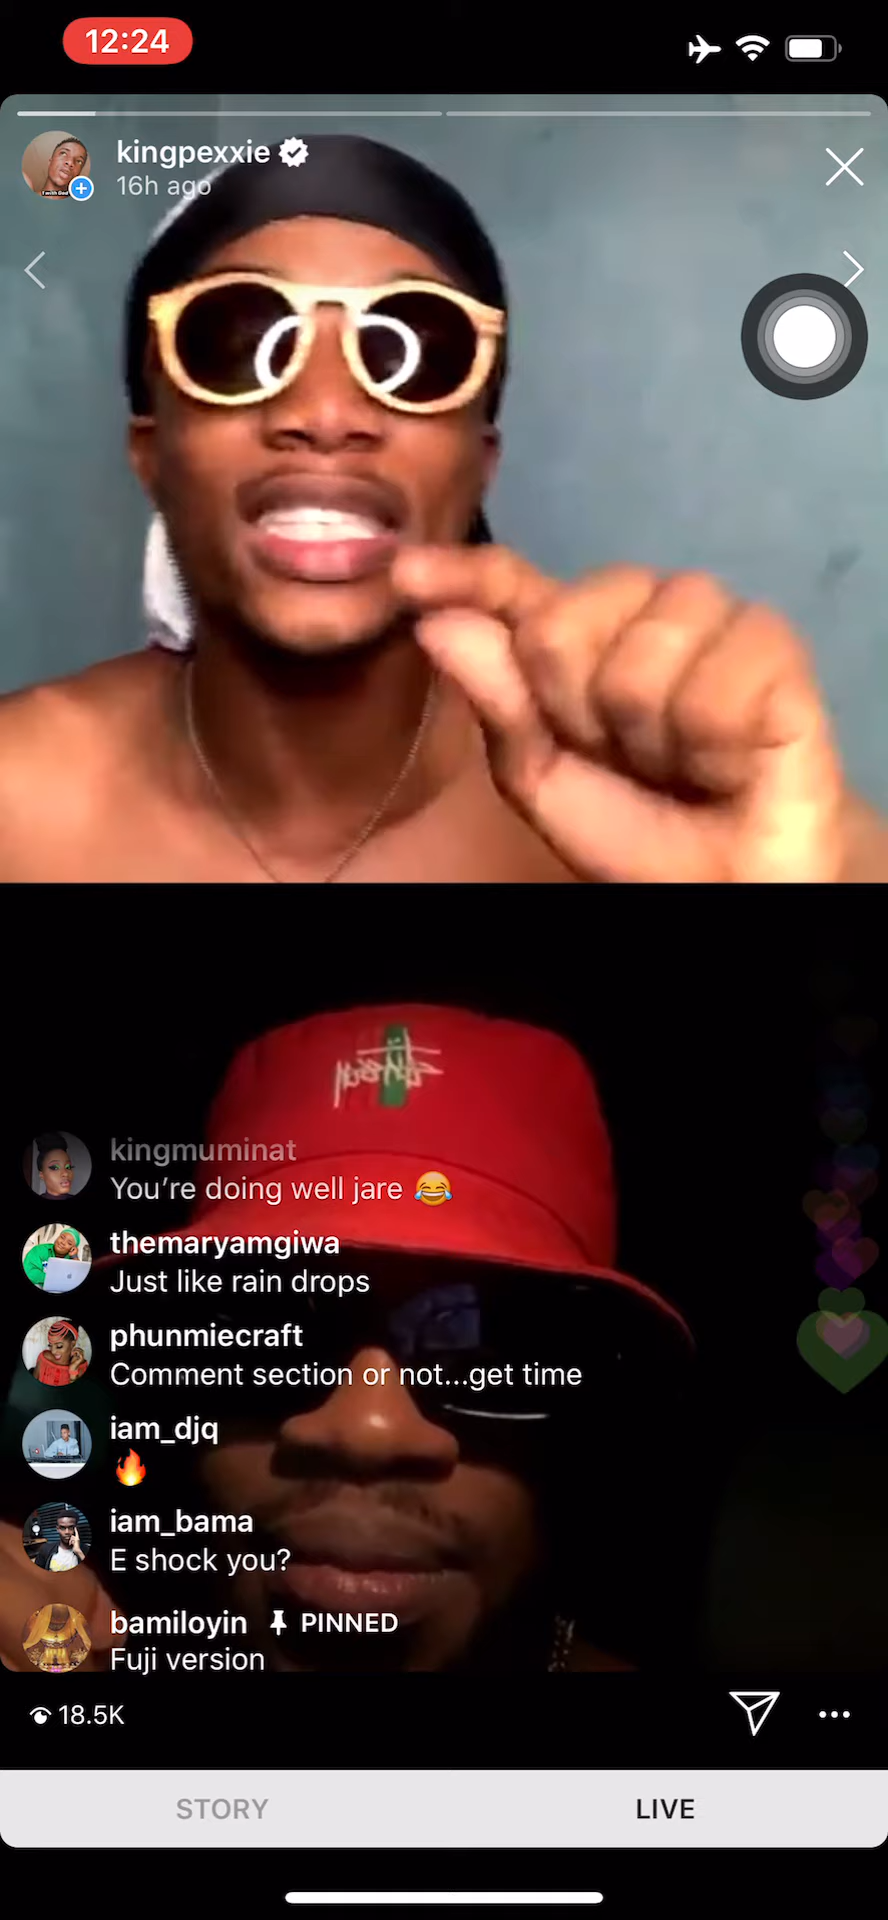 12:24
kingpexxie
16h ago
kingmuminat
You're doing well jare 😂
themaryamgiwa
Just like rain drops
phunmiecraft
Comment section or not...get time
iam_djq
🔥
iam_bama
E shock you?
bamiloyin PINNED
Fuji version
18.5K
STORY
LIVE